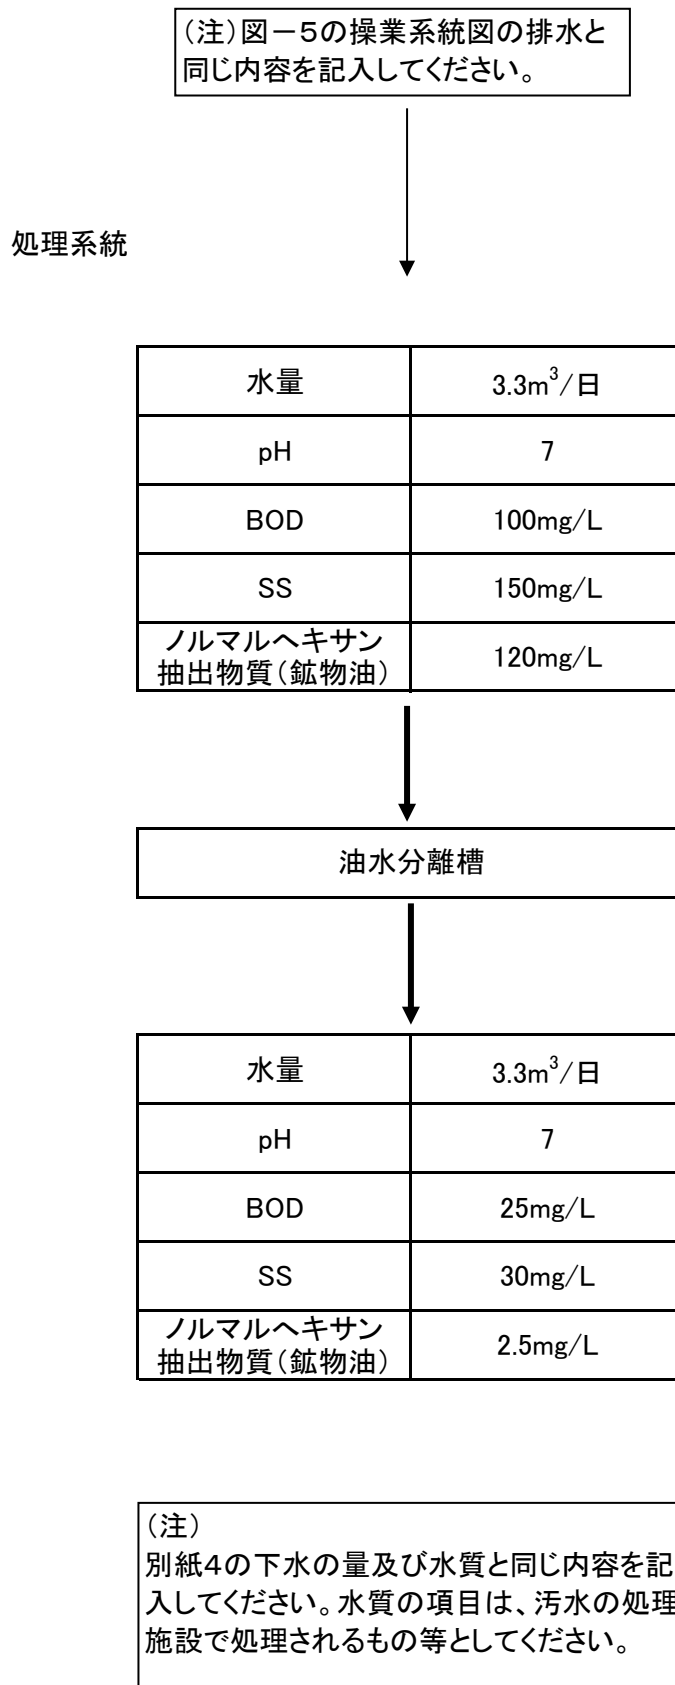 （注）図－５の操業系統図の排水と
同じ内容を記入してください。
処理系統
水量 3.3m³/日
pH 7
BOD 100mg/L
SS 150mg/L
ノルマルヘキサン
抽出物質（鉱物油） 120mg/L
油水分離槽
水量 3.3m³/日
pH 7
BOD 25mg/L
SS 30mg/L
ノルマルヘキサン
抽出物質（鉱物油） 2.5mg/L
（注）
別紙４の下水の量及び水質と同じ内容を記
入してください。水質の項目は、汚水の処理
施設で処理されるもの等としてください。